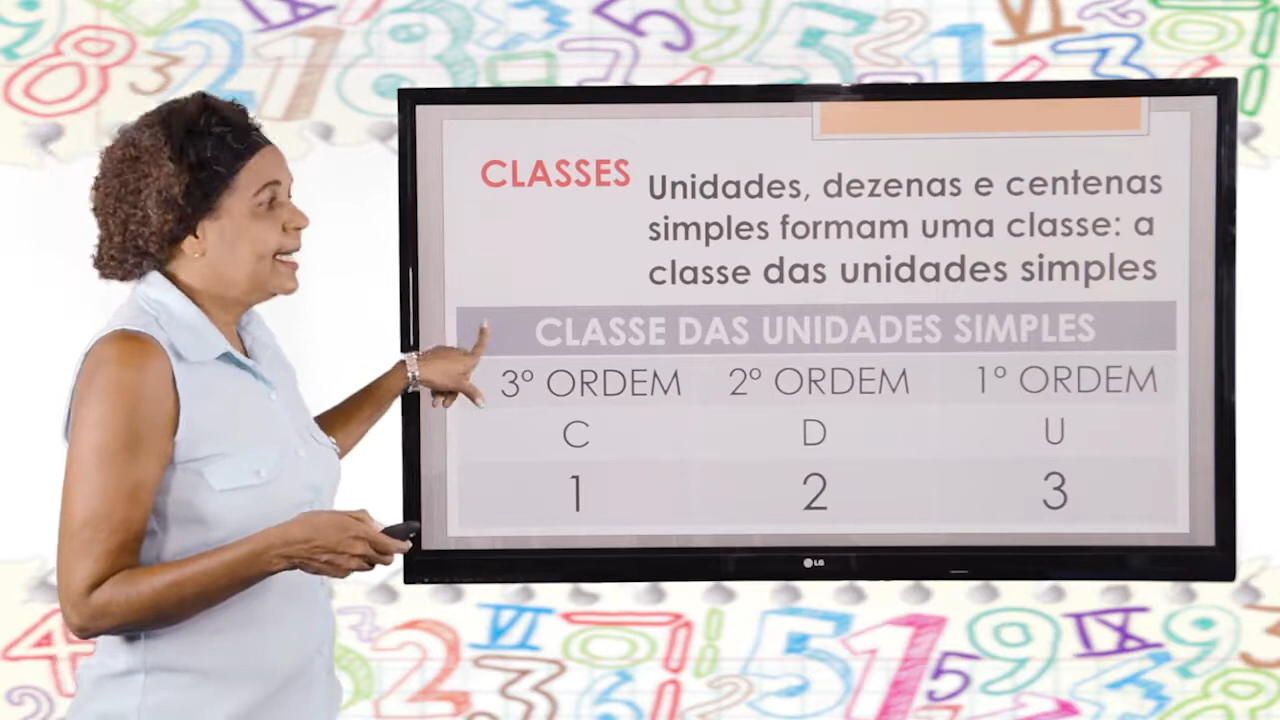 CLASSES
Unidades, dezenas e centenas
simples formam uma classe: a
classe das unidades simples
CLASSE DAS UNIDADES SIMPLES
3º ORDEM 2º ORDEM 1º ORDEM
C D U
1 2 3
LG